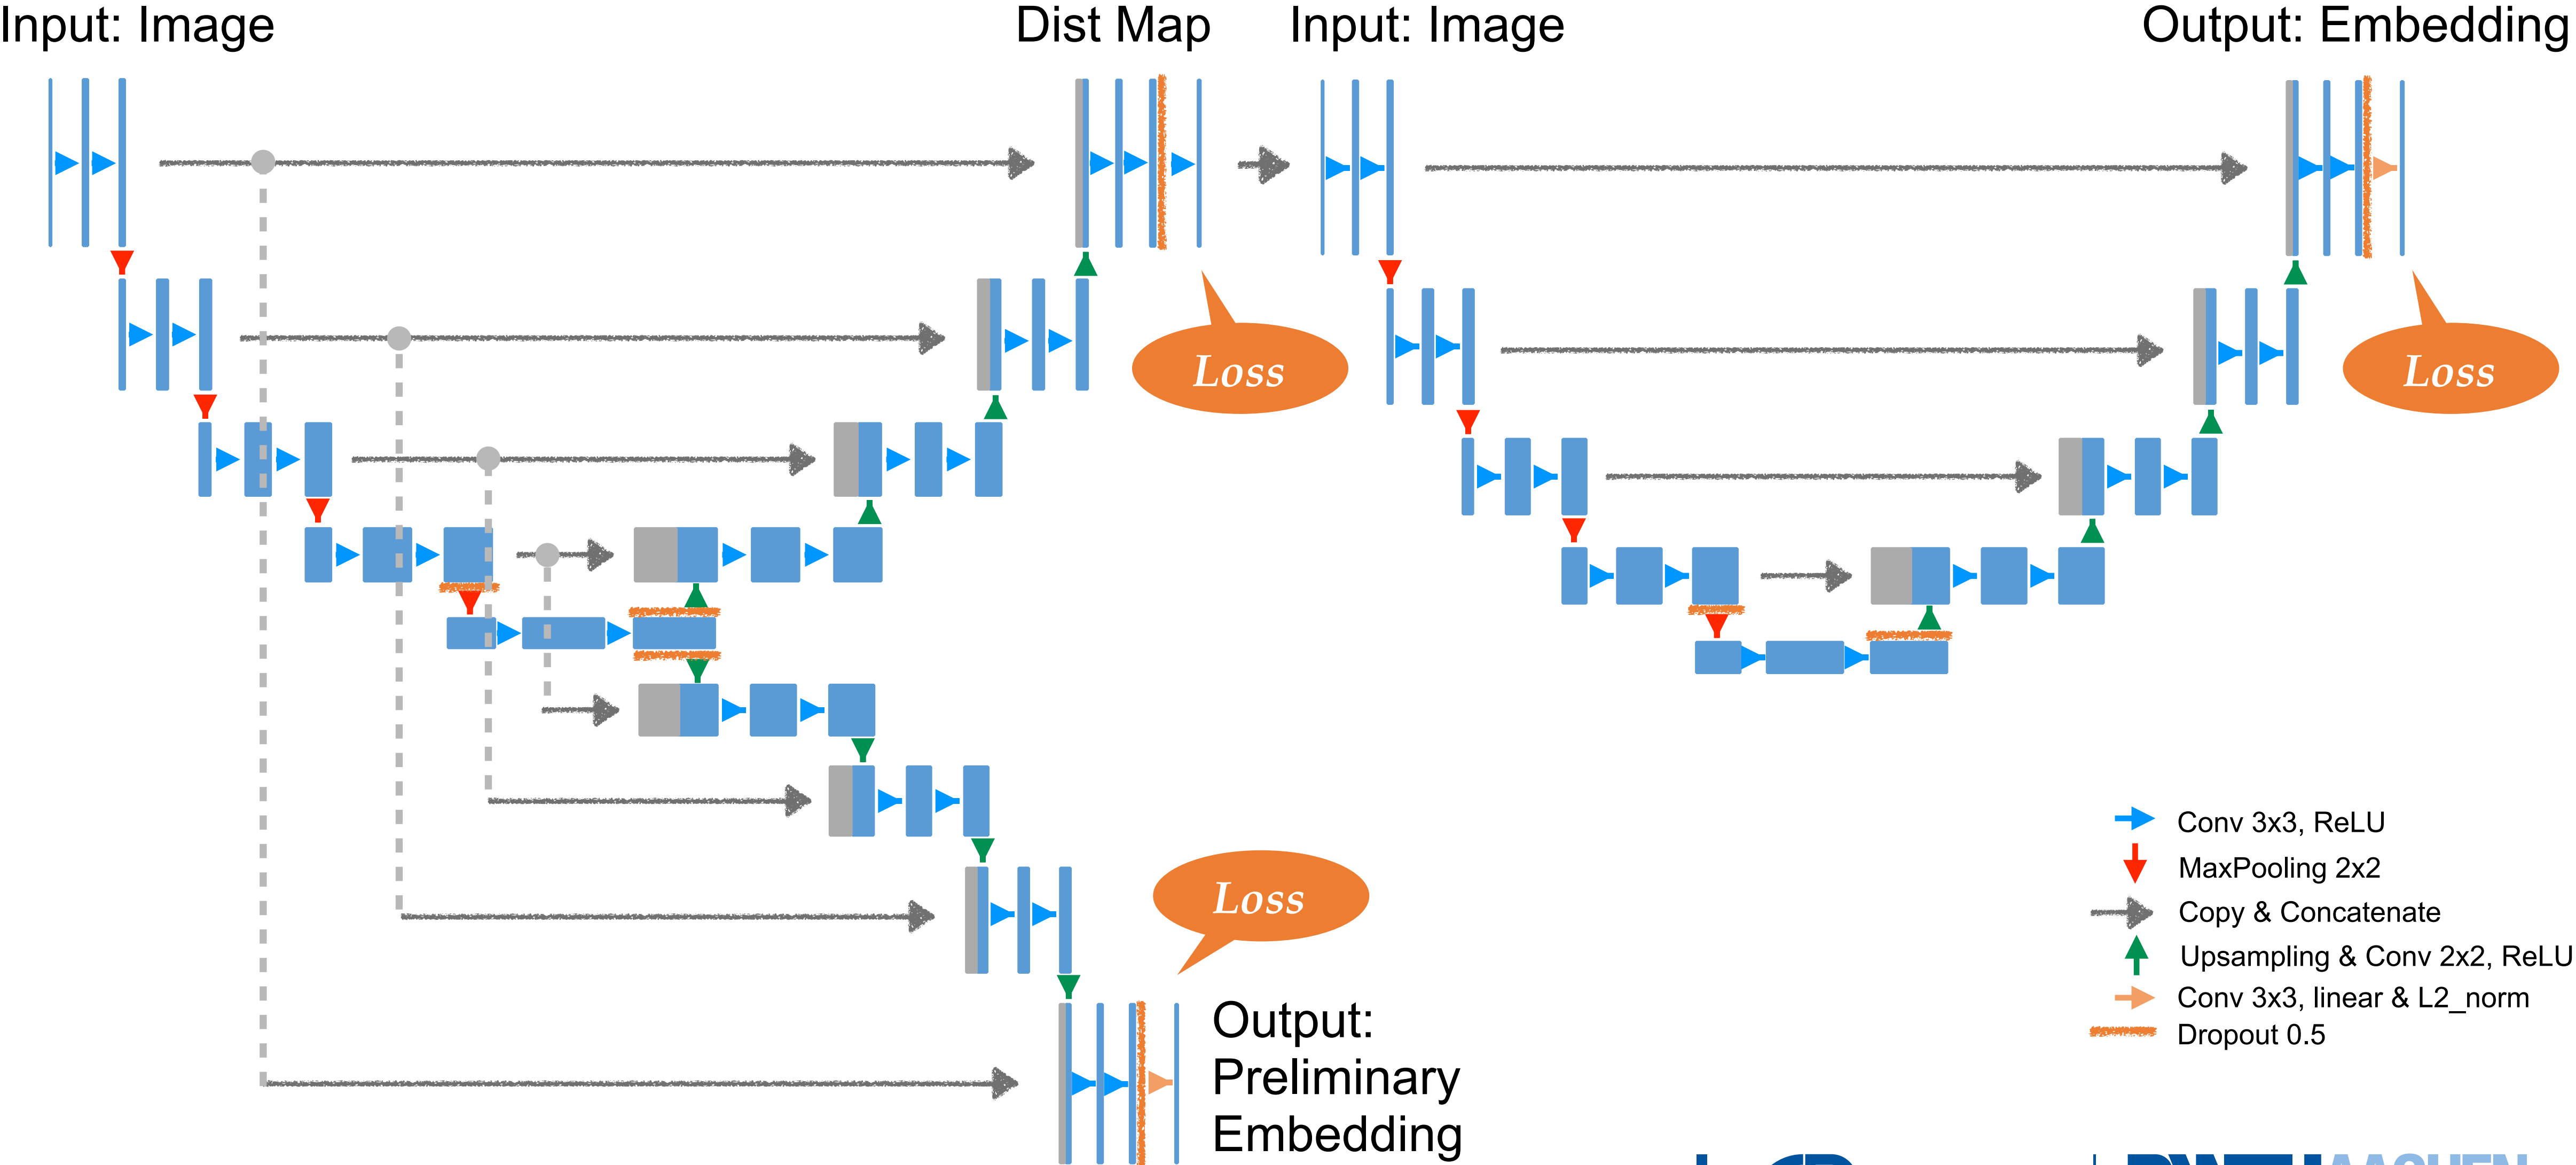 Input: Image
Dist Map
Input: Image
Output: Embedding
Loss
Loss
Loss
Conv 3x3, ReLU
MaxPooling 2x2
Copy & Concatenate
Upsampling & Conv 2x2, ReLU
Conv 3x3, linear & L2_norm
Dropout 0.5
Output:
Preliminary
Embedding